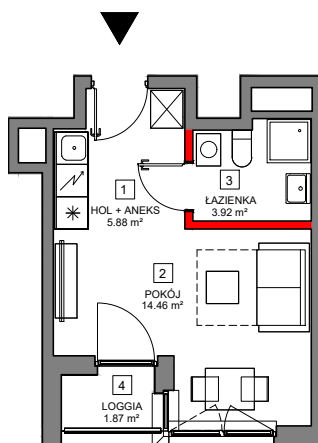 1
HOL + ANEKS
5.88 m²
3
ŁAZIENKA
3.92 m²
2
POKÓJ
14.46 m²
4
LOGGIA
1.87 m²